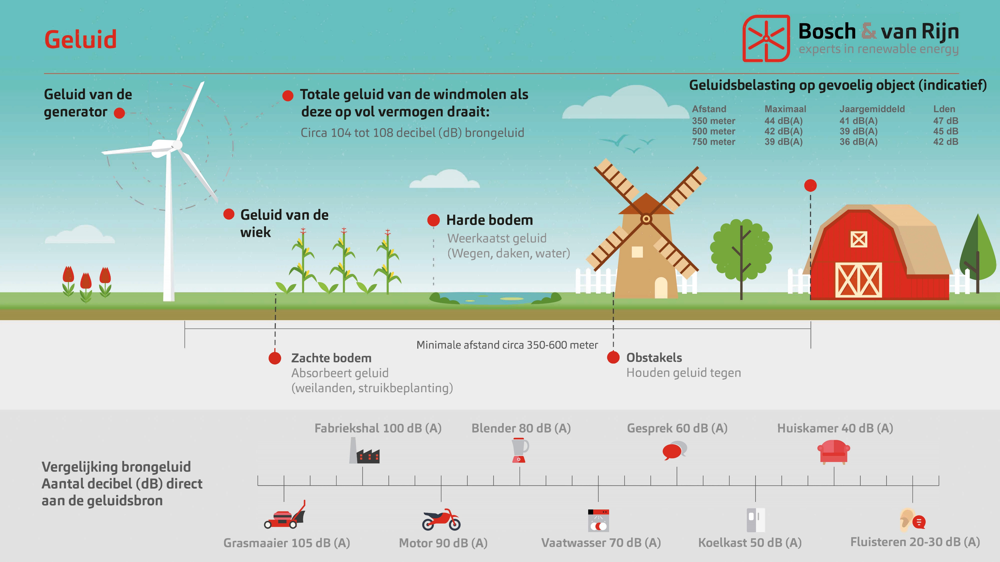 Geluid
Bosch & van Rijn
experts in renewable energy
Geluid van de
generator
Totale geluid van de windmolen als
deze op vol vermogen draait:
Circa 104 tot 108 decibel (dB) brongeluid
Geluidsbelasting op gevoelig object (indicatief)
Afstand Maximaal Jaargemiddeld Lden
350 meter 44 dB(A) 41 dB(A) 47 dB
500 meter 42 dB(A) 39 dB(A) 45 dB
750 meter 39 dB(A) 36 dB(A) 42 dB
Geluid van de
wiek
Harde bodem
Weerkaatst geluid
(Wegen, daken, water)
Minimale afstand circa 350-600 meter
Zachte bodem
Absorbeert geluid
(weilanden, struikbeplanting)
Obstakels
Houden geluid tegen
Vergelijking brongeluid
Aantal decibel (dB) direct
aan de geluidsbron
Fabriekshal 100 dB (A)
Blender 80 dB (A)
Gesprek 60 dB (A)
Huiskamer 40 dB (A)
Grasmaaier 105 dB (A)
Motor 90 dB (A)
Vaatwasser 70 dB (A)
Koelkast 50 dB (A)
Fluisteren 20-30 dB (A)